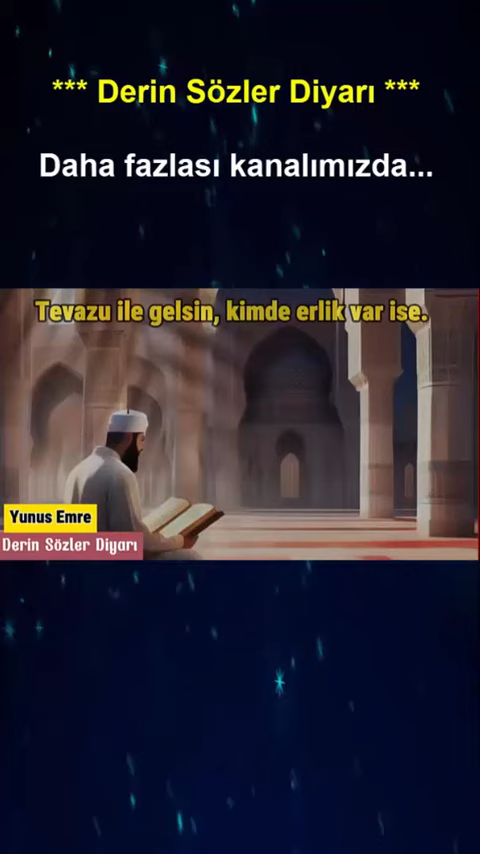 *** Derin Sözler Diyarı ***
Daha fazlası kanalımızda...
Tevazu ile gelsin, kimde erlik var ise.
Yunus Emre
Derin Sözler Diyarı